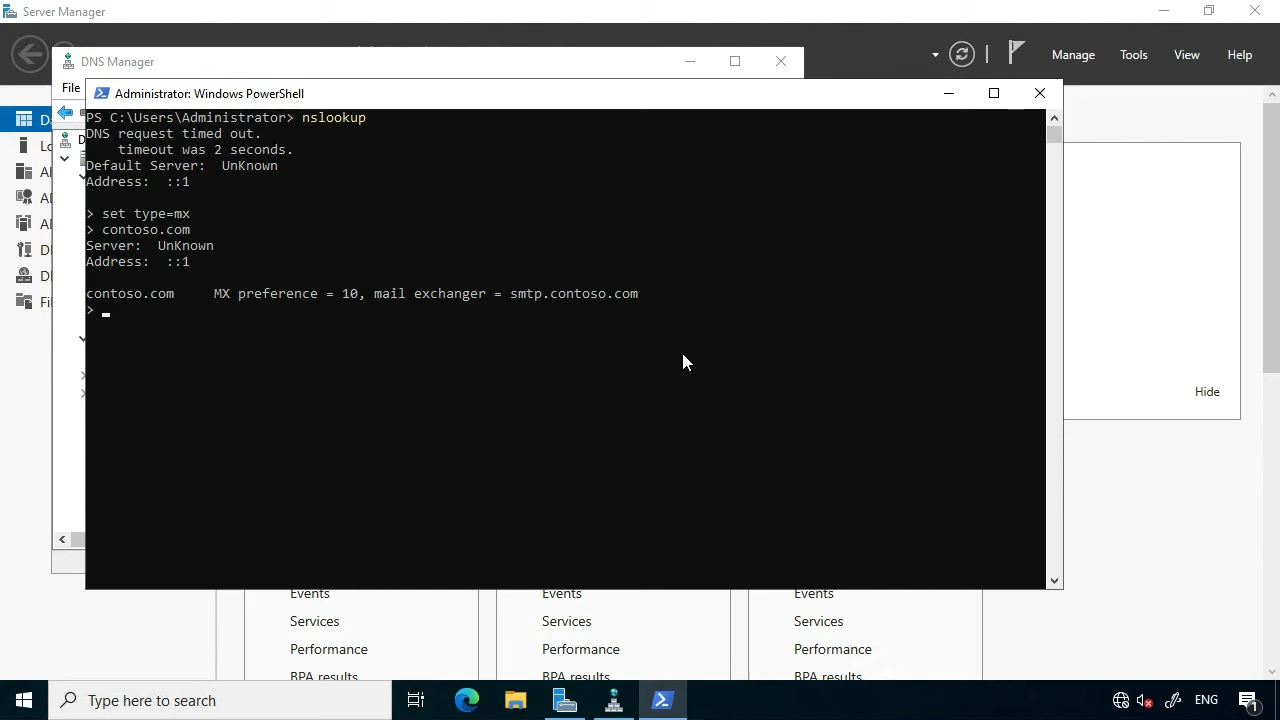 Server Manager
Manage Tools View Help
DNS Manager
File
Administrator: Windows PowerShell
PS C:\Users\Administrator> nslookup
DNS request timed out.
    timeout was 2 seconds.
Default Server:  UnKnown
Address:  ::1
> set type=mx
> contoso.com
Server:  UnKnown
Address:  ::1
contoso.com     MX preference = 10, mail exchanger = smtp.contoso.com
>
Hide
Events Events Events
Services Services Services
Performance Performance Performance
BPA results BPA results BPA results
Type here to search
ENG
1